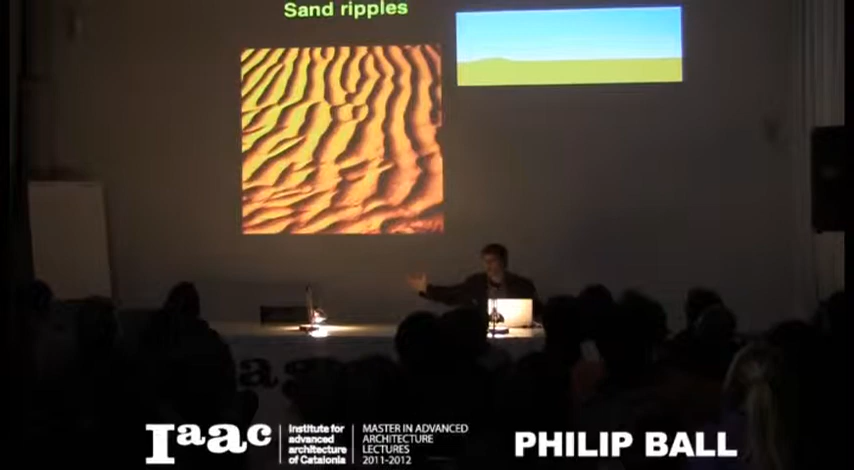 Sand ripples
Iaac
institute for
advanced
architecture
of Catalonia
MASTER IN ADVANCED
ARCHITECTURE
LECTURES
2011-2012
PHILIP BALL